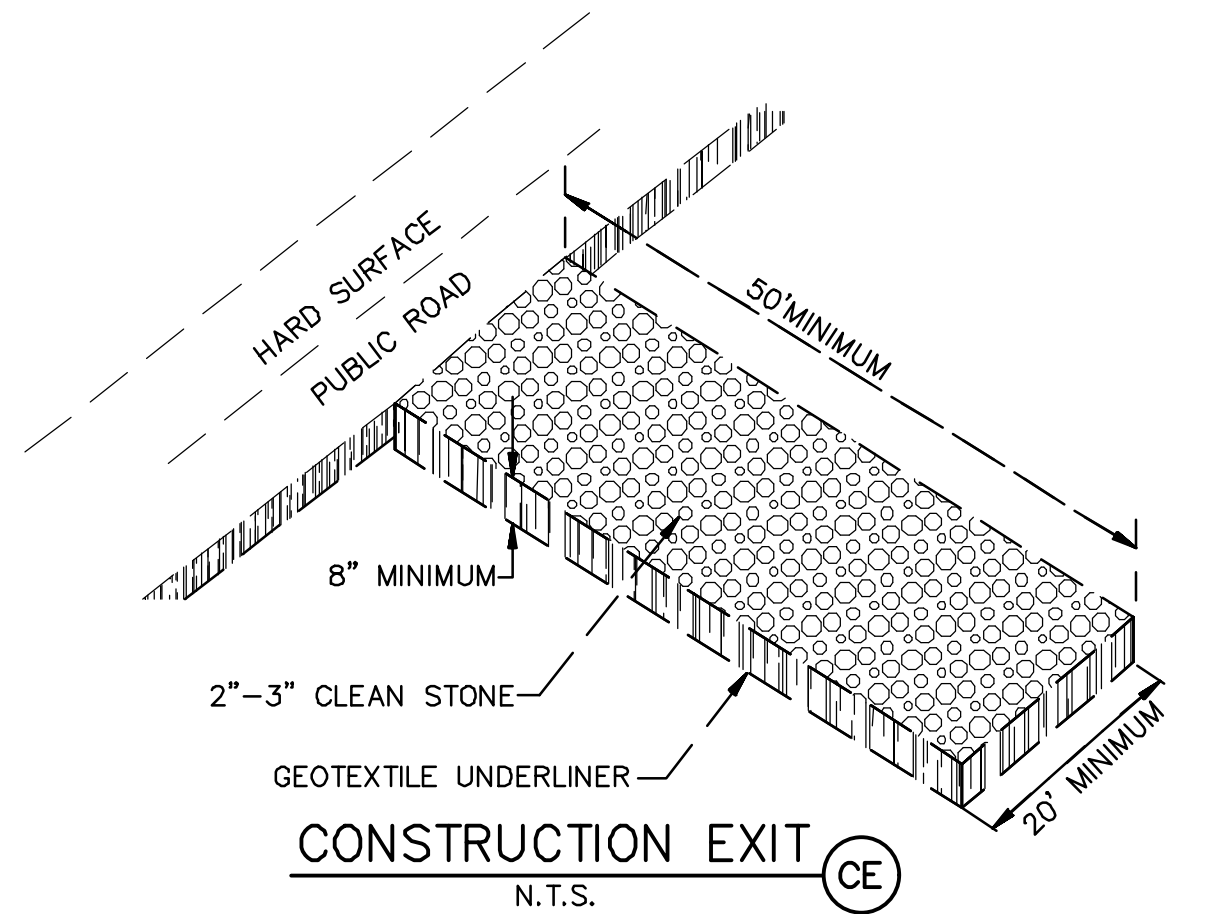 HARD SURFACE
PUBLIC ROAD
50'MINIMUM
8" MINIMUM
2"-3" CLEAN STONE
GEOTEXTILE UNDERLINER
20' MINIMUM
CONSTRUCTION EXIT
CE
N.T.S.